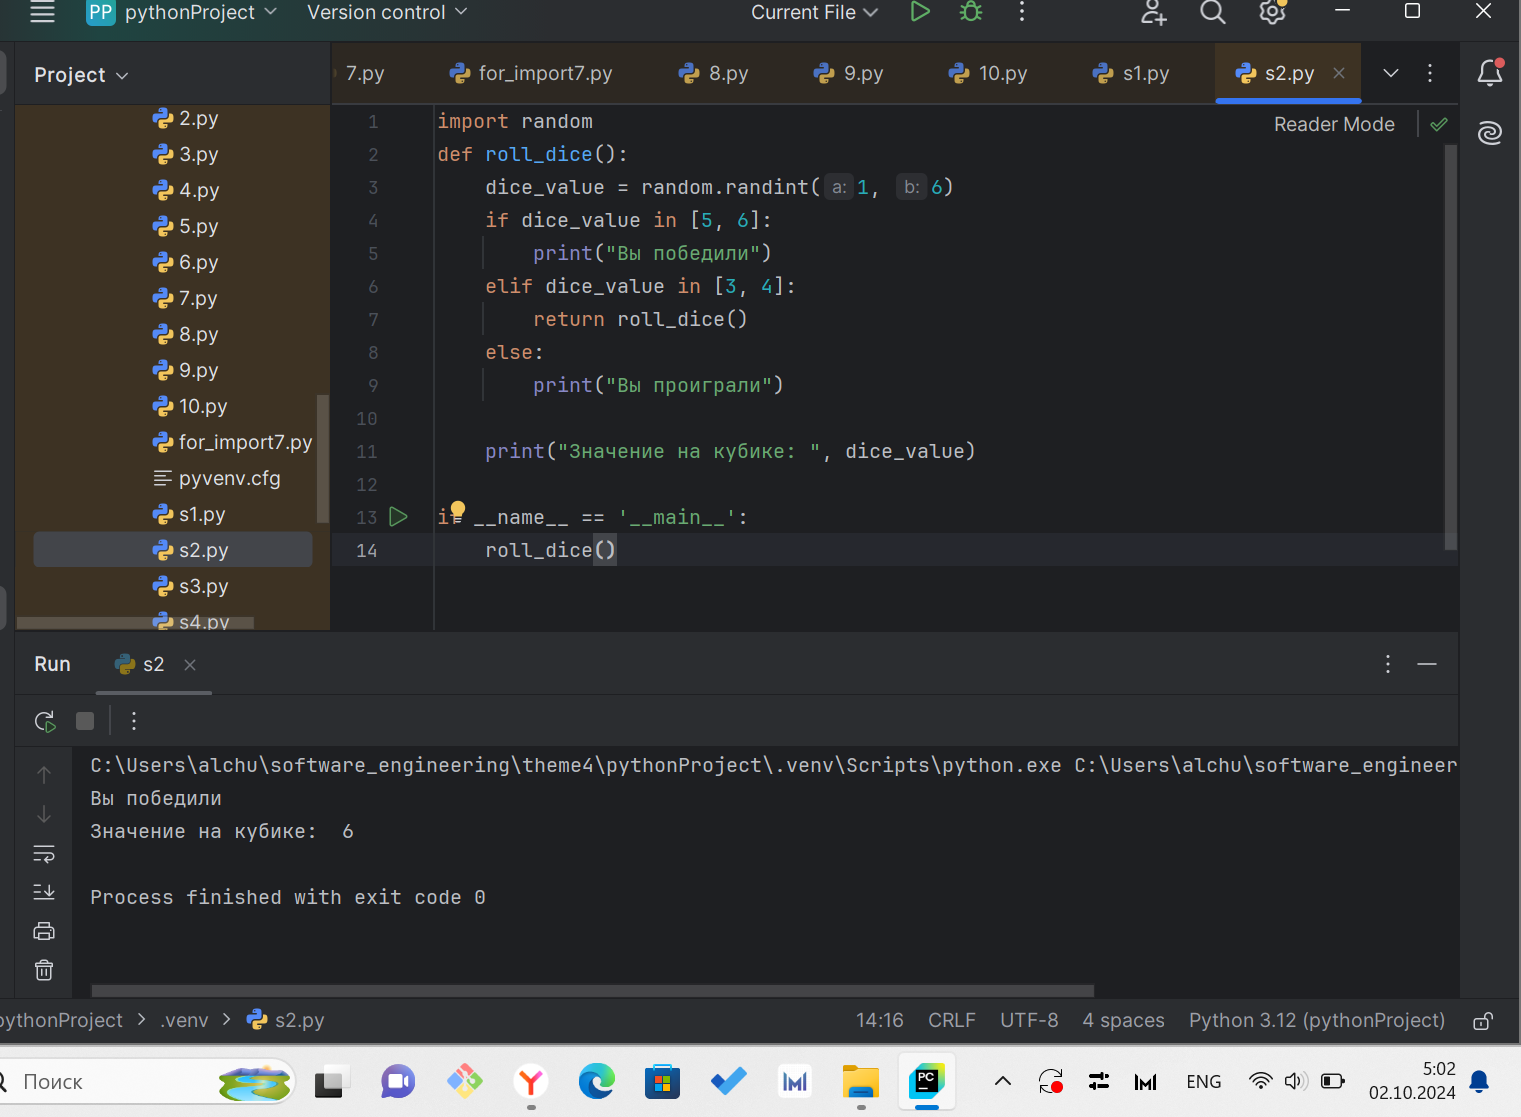 PP pythonProject Version control Current File
Project
7.py for_import7.py 8.py 9.py 10.py s1.py s2.py
2.py
3.py
4.py
5.py
6.py
7.py
8.py
9.py
10.py
for_import7.py
pyvenv.cfg
s1.py
s2.py
s3.py
s4.py
Reader Mode
1 import random
2 def roll_dice():
3 dice_value = random.randint( a: 1, b: 6)
4 if dice_value in [5, 6]:
5 print("Вы победили")
6 elif dice_value in [3, 4]:
7 return roll_dice()
8 else:
9 print("Вы проиграли")
10
11 print("Значение на кубике: ", dice_value)
12
13 if __name__ == '__main__':
14 roll_dice()
Run s2
C:\Users\alchu\software_engineering\theme4\pythonProject\.venv\Scripts\python.exe C:\Users\alchu\software_engineer
Вы победили
Значение на кубике:  6
Process finished with exit code 0
pythonProject > .venv > s2.py 14:16 CRLF UTF-8 4 spaces Python 3.12 (pythonProject)
Поиск PC ENG 5:02
02.10.2024